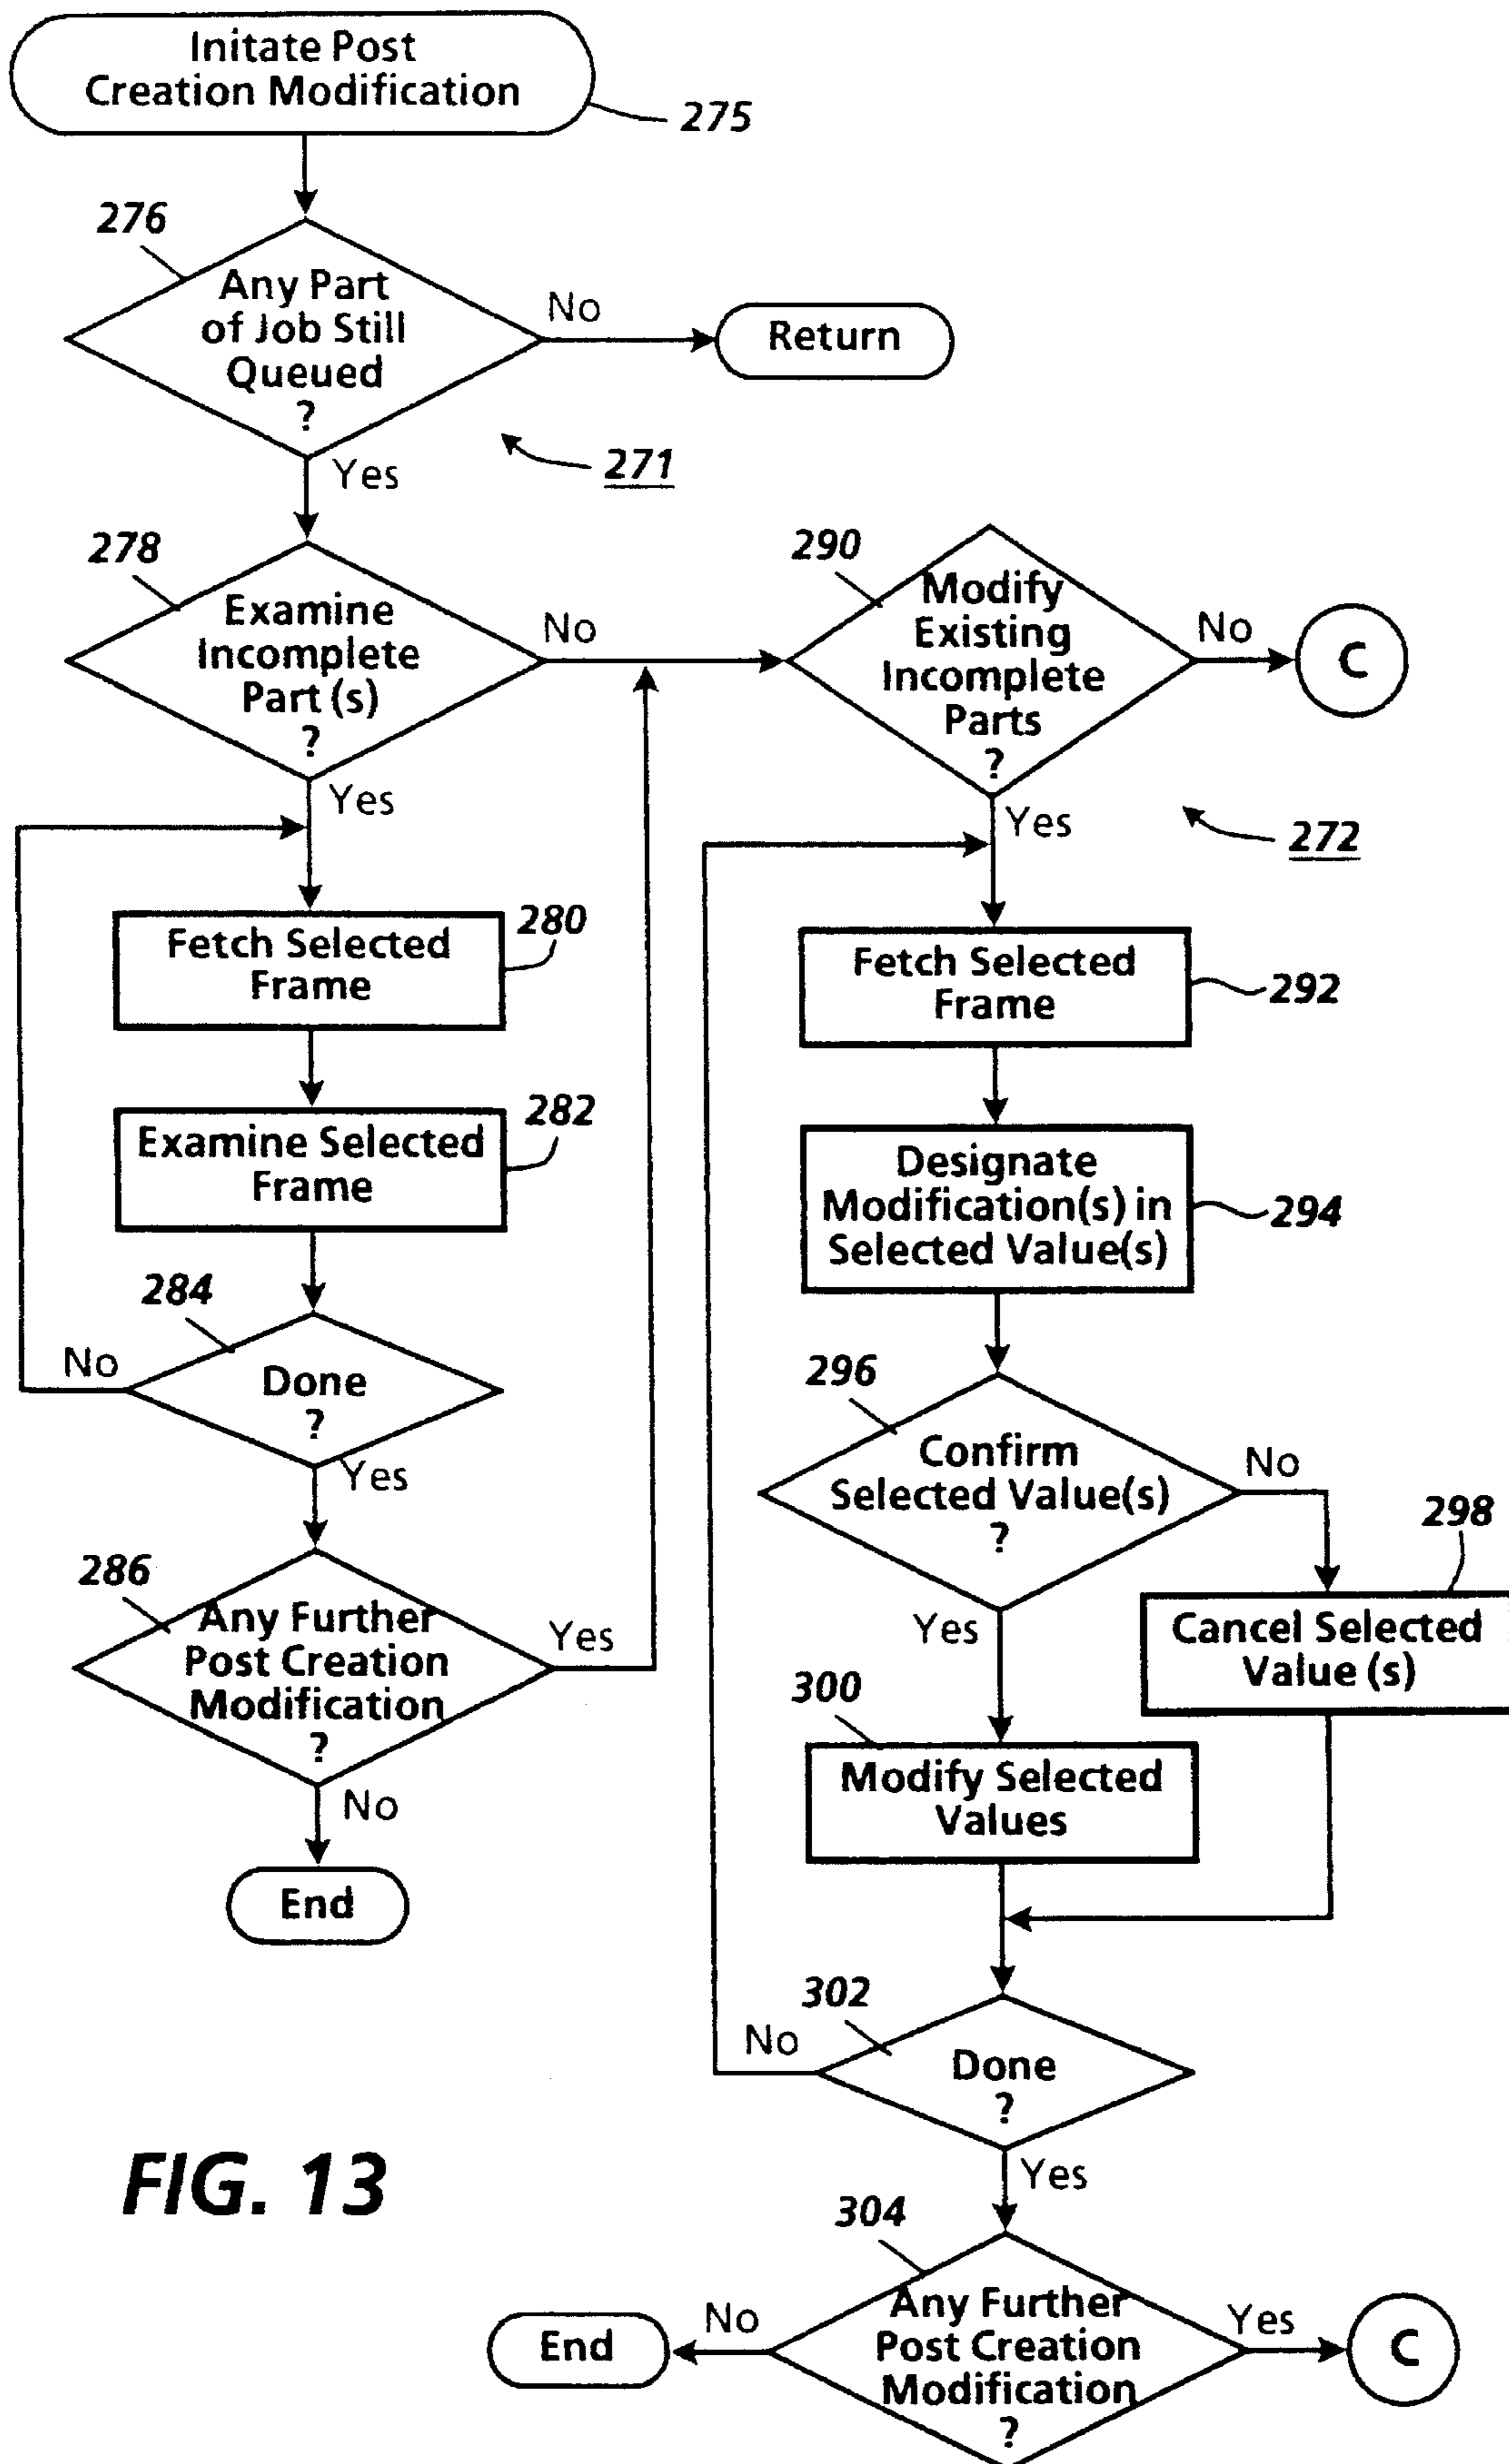 Initate Post
Creation Modification
275
276
Any Part
of Job Still
Queued
?
No
Return
Yes
271
278
Examine
Incomplete
Part (s)
?
No
290
Modify
Existing
Incomplete
Parts
?
No
C
Yes
Yes
272
Fetch Selected
Frame
280
Fetch Selected
Frame
292
Examine Selected
Frame
282
Designate
Modification(s) in
Selected Value(s)
294
284
No
Done
?
Yes
296
Confirm
Selected Value(s)
?
No
298
Cancel Selected
Value (s)
Yes
286
Any Further
Post Creation
Modification
?
Yes
No
End
300
Modify Selected
Values
302
No
Done
?
Yes
FIG. 13
304
Any Further
Post Creation
Modification
?
No
End
Yes
C